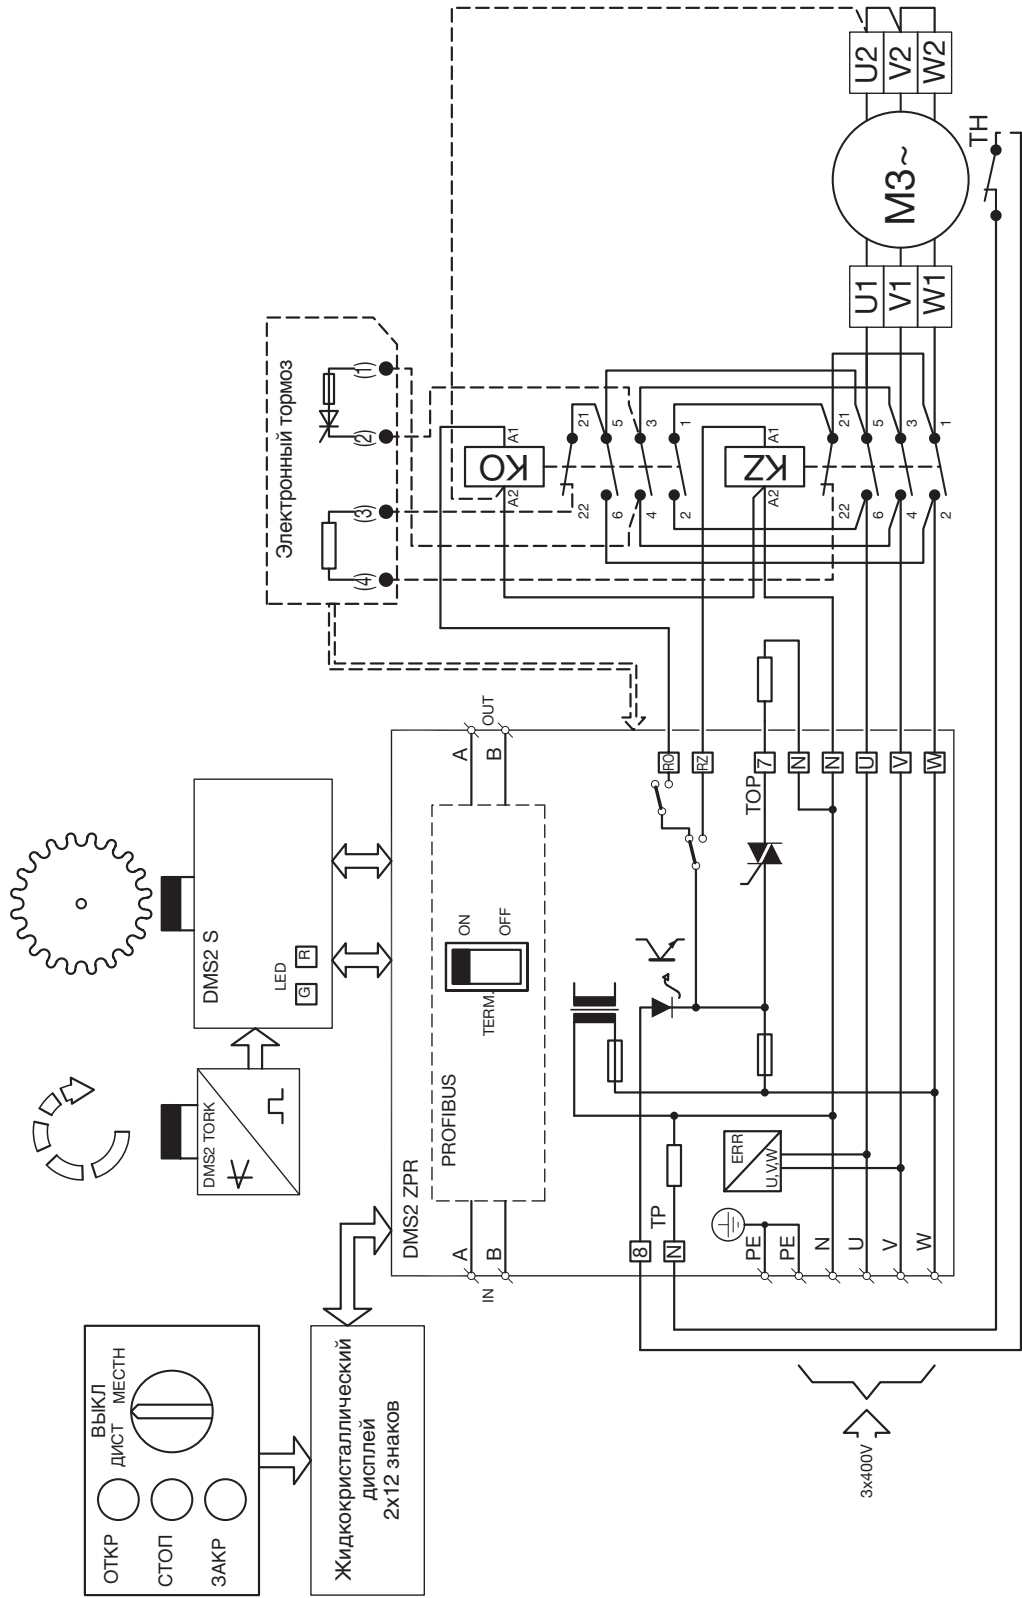 ОТКР
СТОП
ЗАКР
ВЫКЛ
ДИСТ
МЕСТН
Жидкокристаллический
дисплей
2x12 знаков
DMS2 TORK
DMS2 S
LED
G
R
DMS2 ZPR
PROFIBUS
TERM.
ON
OFF
IN
A
B
A
B
OUT
Электронный тормоз
(4)
(3)
(2)
(1)
8
N
TP
PE
PE
N
U
V
W
ERR
U,V,W
TOP
RO
RZ
7
N
N
U
V
W
KO
A2
A1
22
21
6
5
4
3
2
1
KZ
A2
A1
22
21
6
5
4
3
2
1
U1
V1
W1
M3~
U2
V2
W2
TH
3x400V